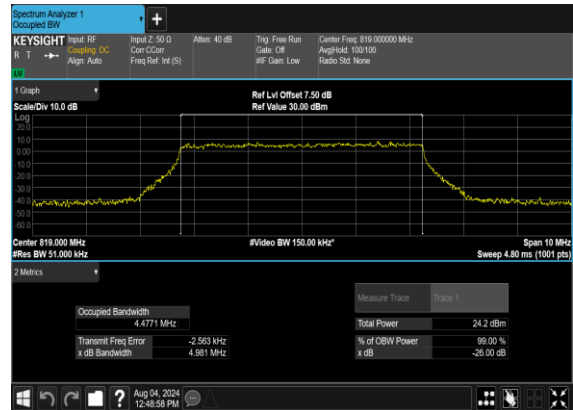 Spectrum Analyzer 1
Occupied BW
+
KEYSIGHT Input: RF Input Z: 50 Ω Atten: 40 dB Trig: Free Run Center Freq: 819.000000 MHz
R T Coupling: DC Corr CCorr Gate: Off Avg|Hold: 100/100
Align: Auto Freq Ref: Int (S) #IF Gain: Low Radio Std: None
1 Graph
Ref Lvl Offset 7.50 dB
Scale/Div 10.0 dB Ref Value 30.00 dBm
Log
20.0
10.0
0.00
-10.0
-20.0
-30.0
-40.0
-50.0
-60.0
Center 819.000 MHz #Video BW 150.00 kHz* Span 10 MHz
#Res BW 51.000 kHz Sweep 4.80 ms (1001 pts)
2 Metrics
Measure Trace Trace 1
Occupied Bandwidth
4.4771 MHz Total Power 24.2 dBm
Transmit Freq Error -2.563 kHz % of OBW Power 99.00 %
x dB Bandwidth 4.981 MHz x dB -26.00 dB
? Aug 04, 2024
12:48:58 PM